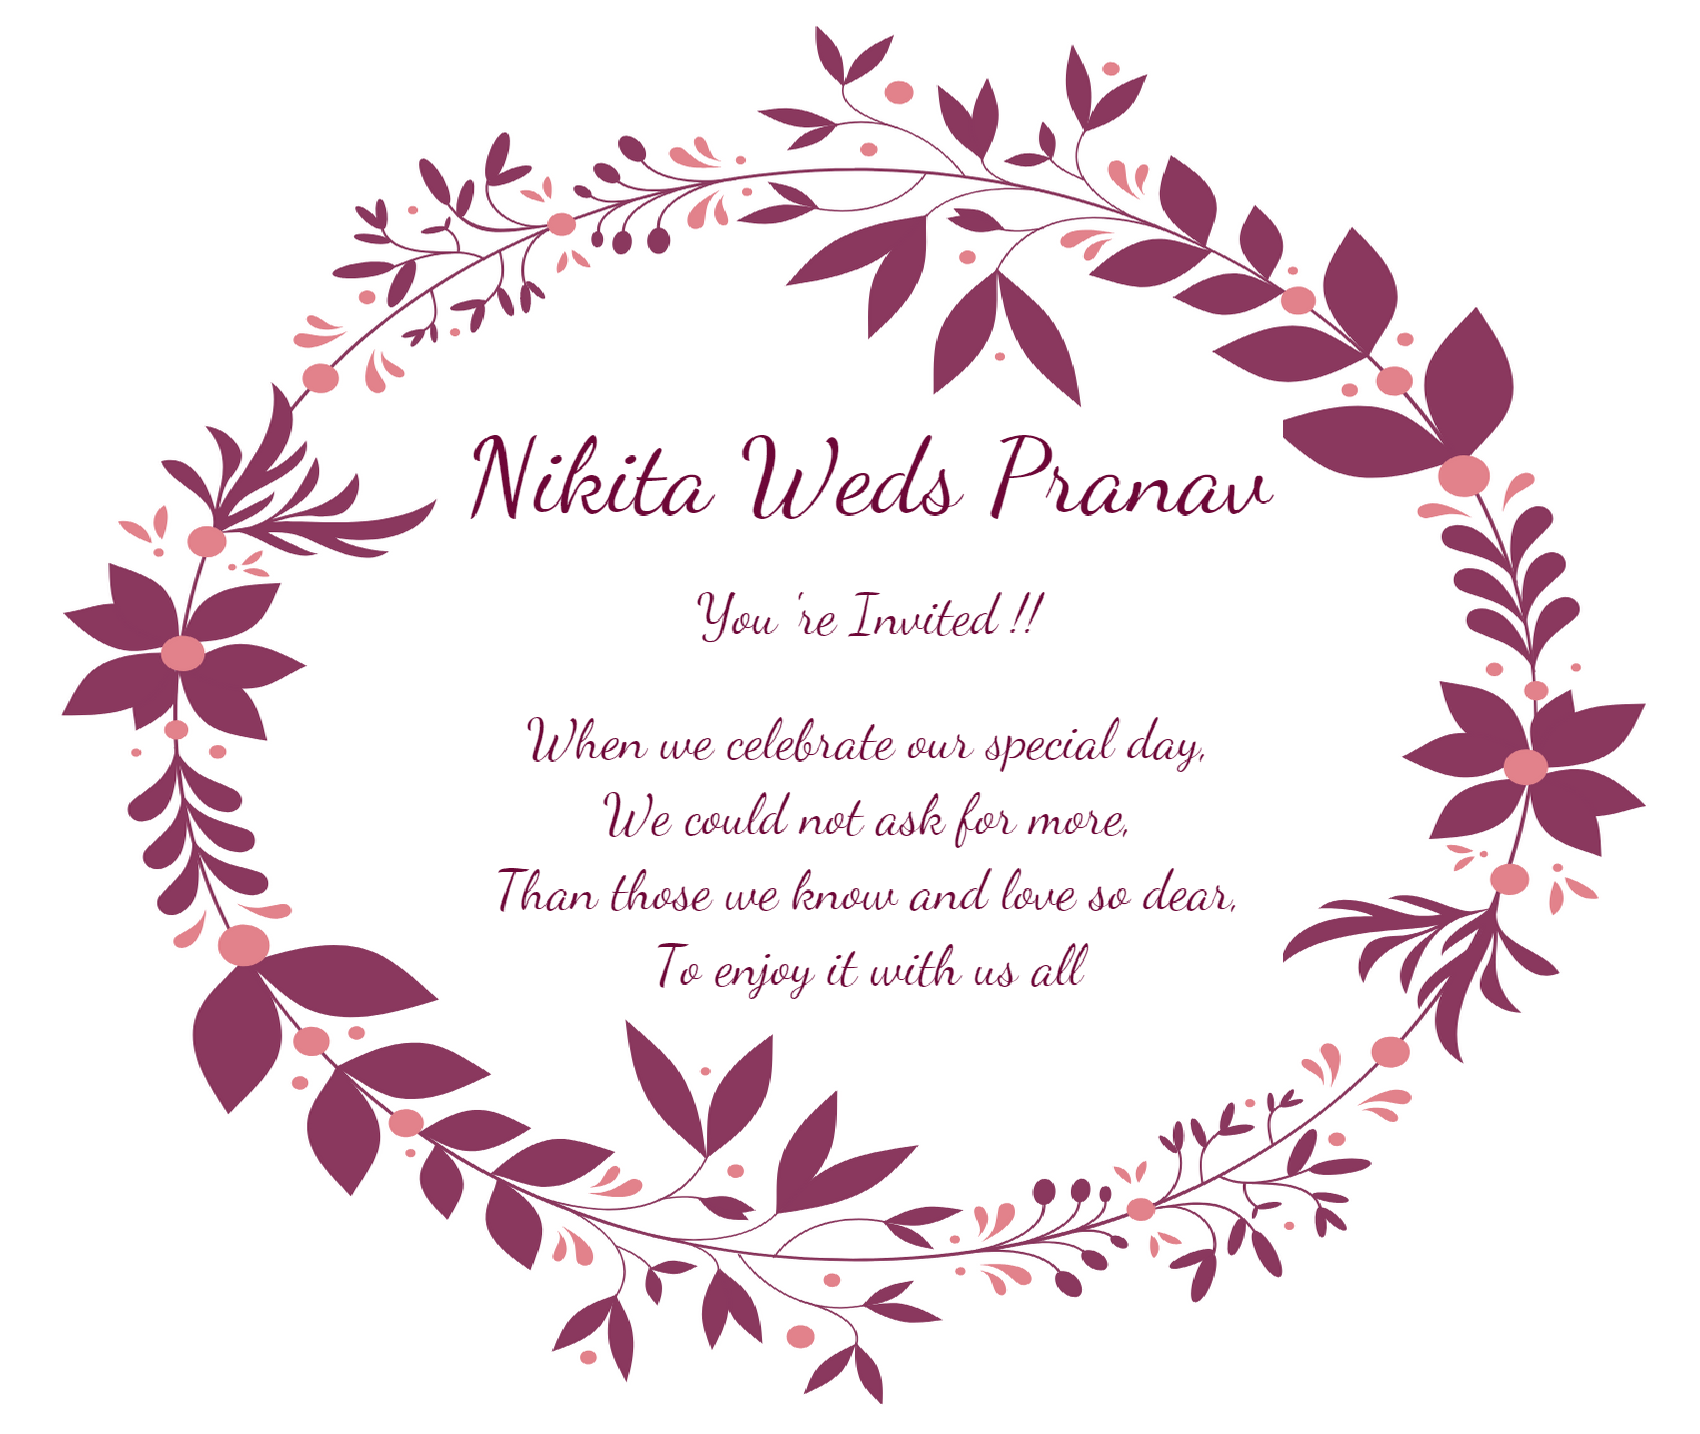 Nikita Weds Pranav
You 're Invited !!
When we celebrate our special day,
We could not ask for more,
Than those we know and love so dear,
To enjoy it with us all